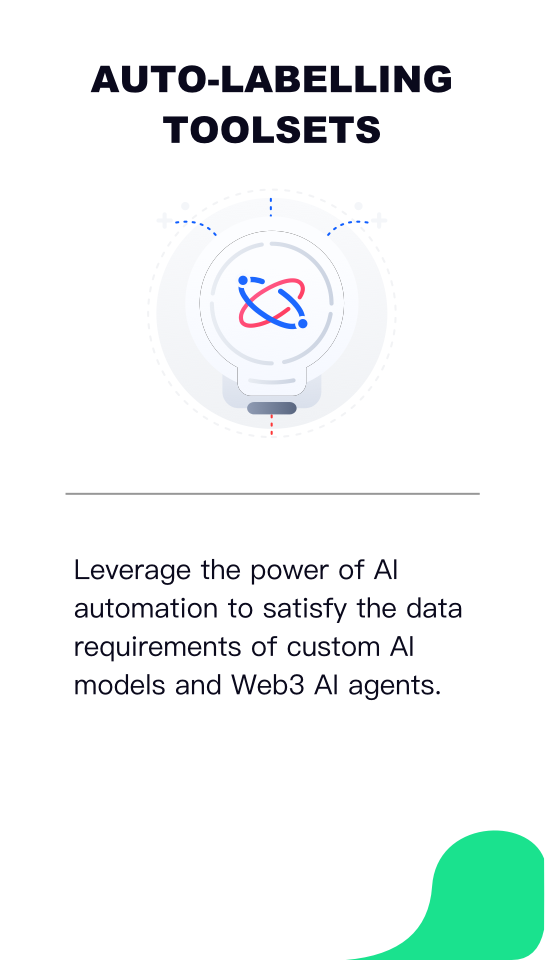 AUTO-LABELLING
TOOLSETS
Leverage the power of AI
automation to satisfy the data
requirements of custom AI
models and Web3 AI agents.